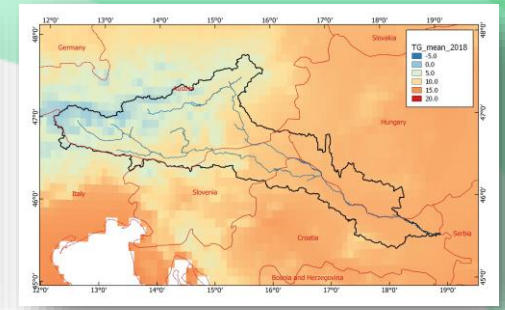 12°0' 13°0' 14°0' 15°0' 16°0' 17°0' 18°0' 19°0'
48°0' 48°0'
Germany
Slovakia
TG_mean_2018
-5.0
0.0
5.0
10.0
15.0
20.0
47°0' 47°0'
Hungary
46°0' 46°0'
Italy
Slovenia
Croatia
Serbia
Bosnia and Herzegovina
45°0' 45°0'
12°0' 13°0' 14°0' 15°0' 16°0' 17°0' 18°0' 19°0'